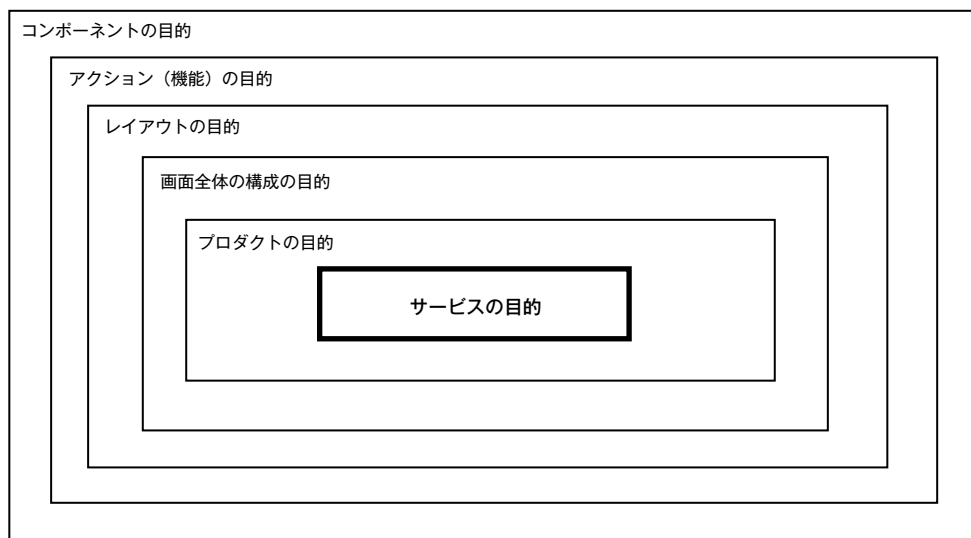 コンポーネントの目的
アクション（機能）の目的
レイアウトの目的
画面全体の構成の目的
プロダクトの目的
サービスの目的